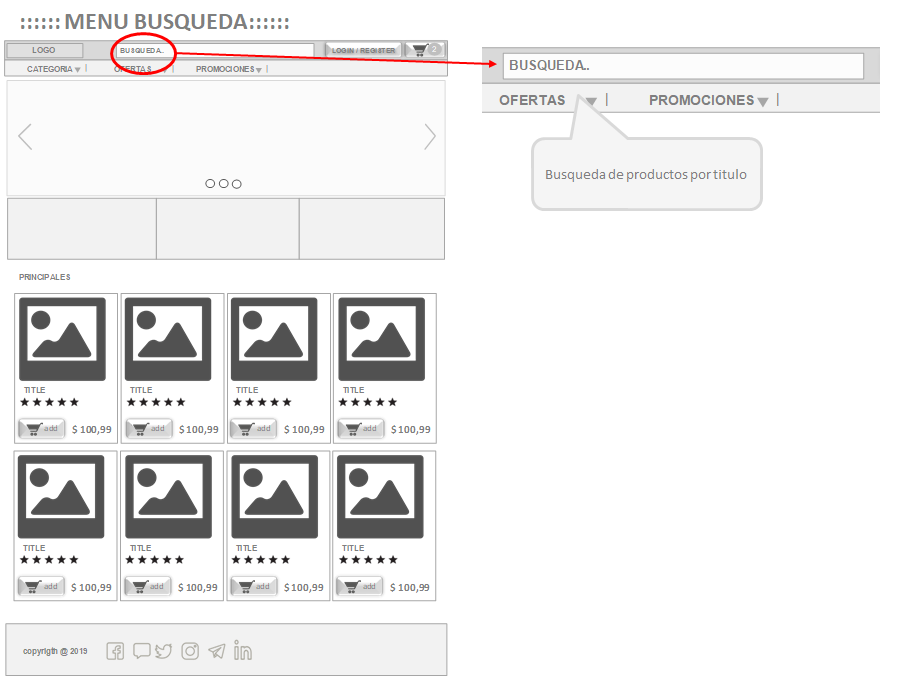 :::::: MENU BUSQUEDA::::::
LOGO
BUSQUEDA..
LOGIN / REGIITER
2
CATEGORIA
OFERTAS
PROMOCIONES
BUSQUEDA..
OFERTAS
PROMOCIONES
Busqueda de productos por titulo
PRINCIPALES
TITLE
TITLE
TITLE
TITLE
add $ 100,99
add $ 100,99
add $ 100,99
add $ 100,99
TITLE
TITLE
TITLE
TITLE
add $ 100,99
add $ 100,99
add $ 100,99
add $ 100,99
copyrigth @ 2019